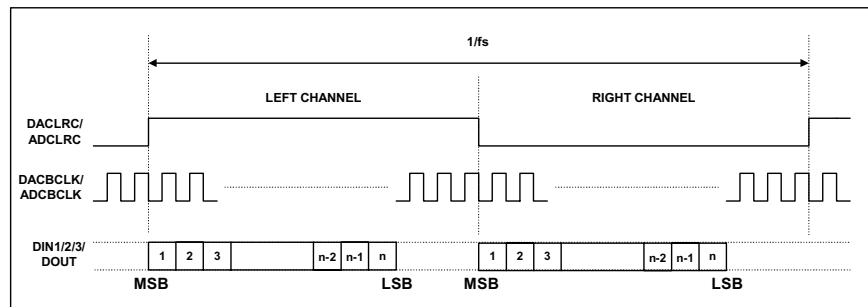 1/fs
LEFT CHANNEL
RIGHT CHANNEL
DACLRC/
ADCLRC
DACBCLK/
ADCBCLK
DIN1/2/3/
DOUT
1 2 3 n-2 n-1 n 1 2 3 n-2 n-1 n
MSB LSB MSB LSB